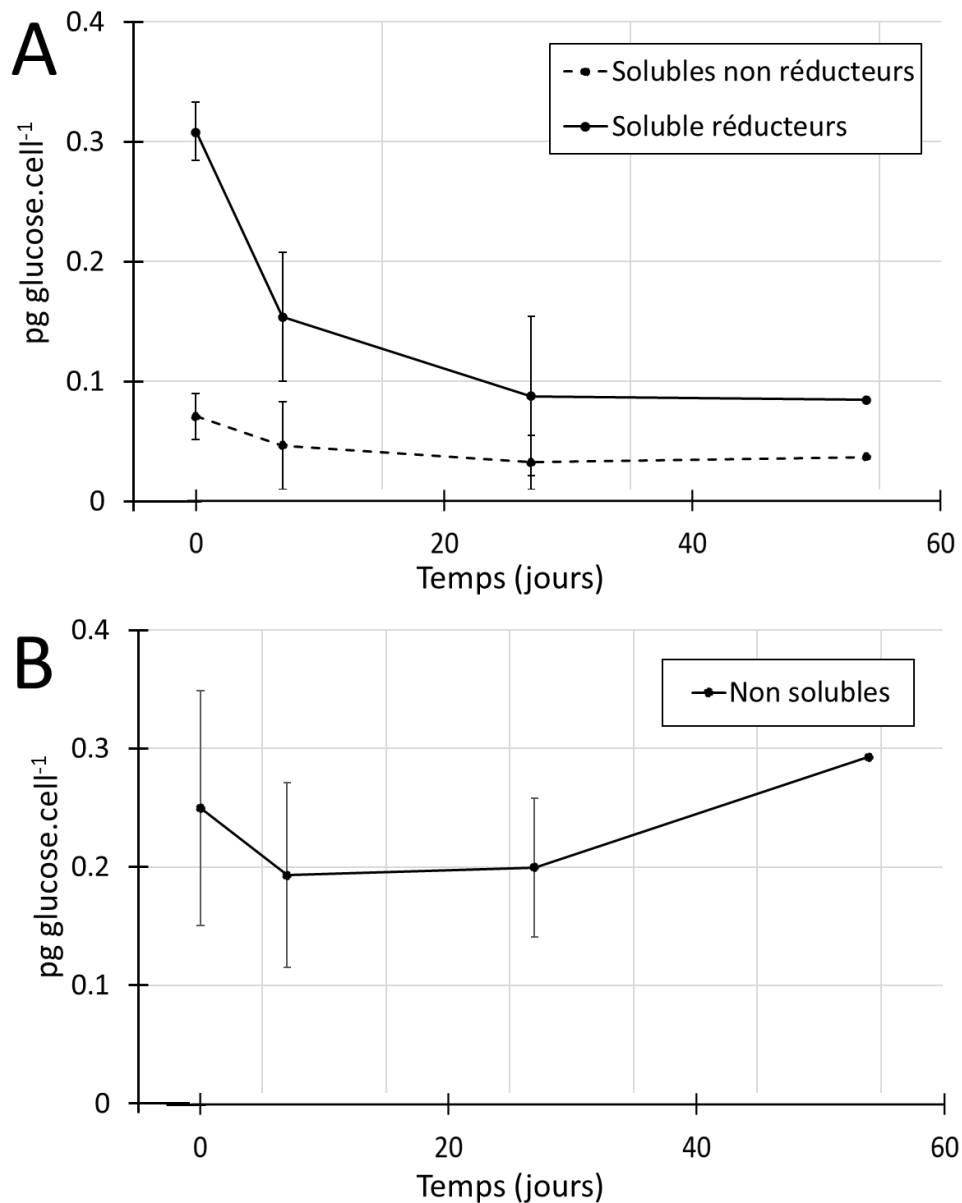 A
0.4
0.3
0.2
0.1
0
pg glucose.cell-1
Solubles non réducteurs
Soluble réducteurs
0 20 40 60
Temps (jours)
B
0.4
0.3
0.2
0.1
0
pg glucose.cell-1
Non solubles
0 20 40 60
Temps (jours)